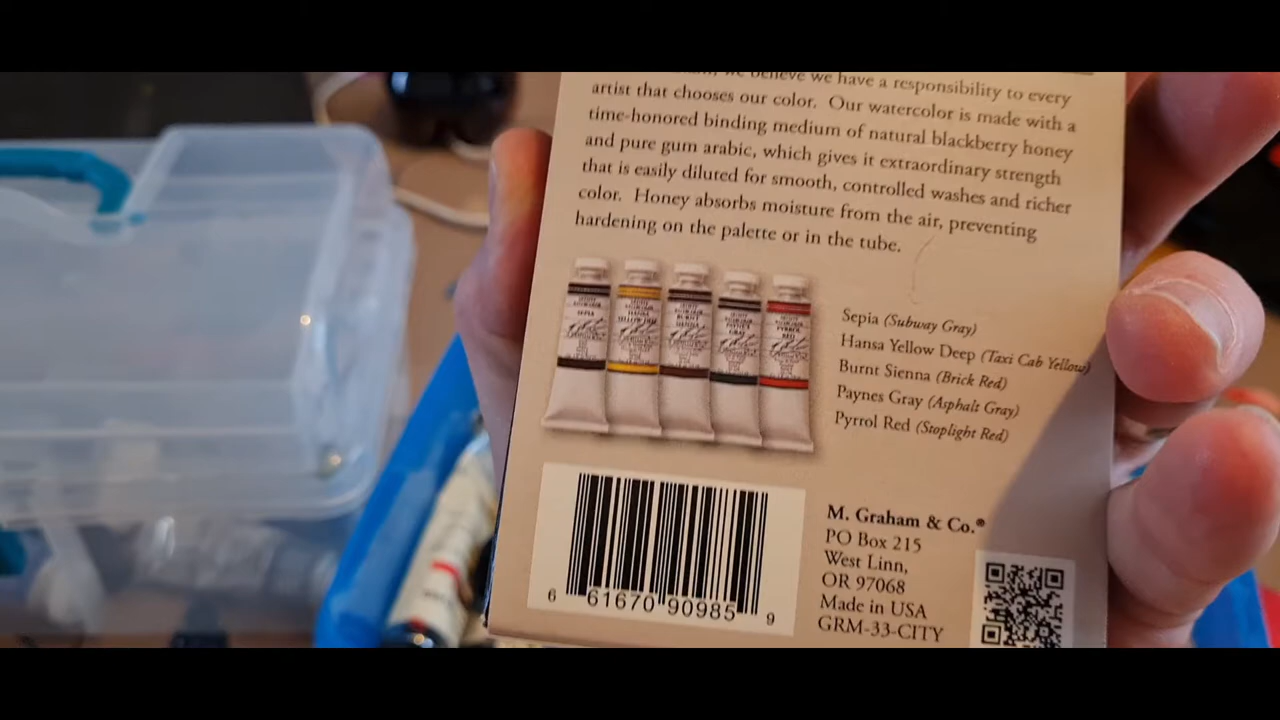 we believe we have a responsibility to every
artist that chooses our color. Our watercolor is made with a
time-honored binding medium of natural blackberry honey
and pure gum arabic, which gives it extraordinary strength
that is easily diluted for smooth, controlled washes and richer
color. Honey absorbs moisture from the air, preventing
hardening on the palette or in the tube.
Sepia (Subway Gray)
Hansa Yellow Deep (Taxi Cab Yellow)
Burnt Sienna (Brick Red)
Paynes Gray (Asphalt Gray)
Pyrrol Red (Stoplight Red)
M. Graham & Co.®
PO Box 215
West Linn,
OR 97068
Made in USA
GRM-33-CITY
6 61670 90985 9